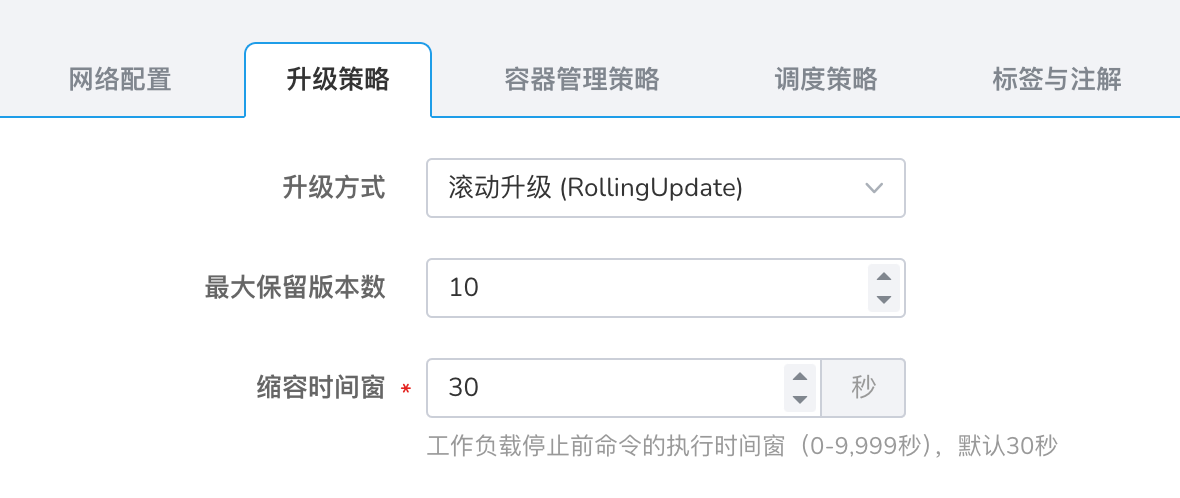 网络配置 升级策略 容器管理策略 调度策略 标签与注解
升级方式 滚动升级 (RollingUpdate)
最大保留版本数 10
缩容时间窗 * 30 秒
工作负载停止前命令的执行时间窗（0-9,999秒），默认30秒